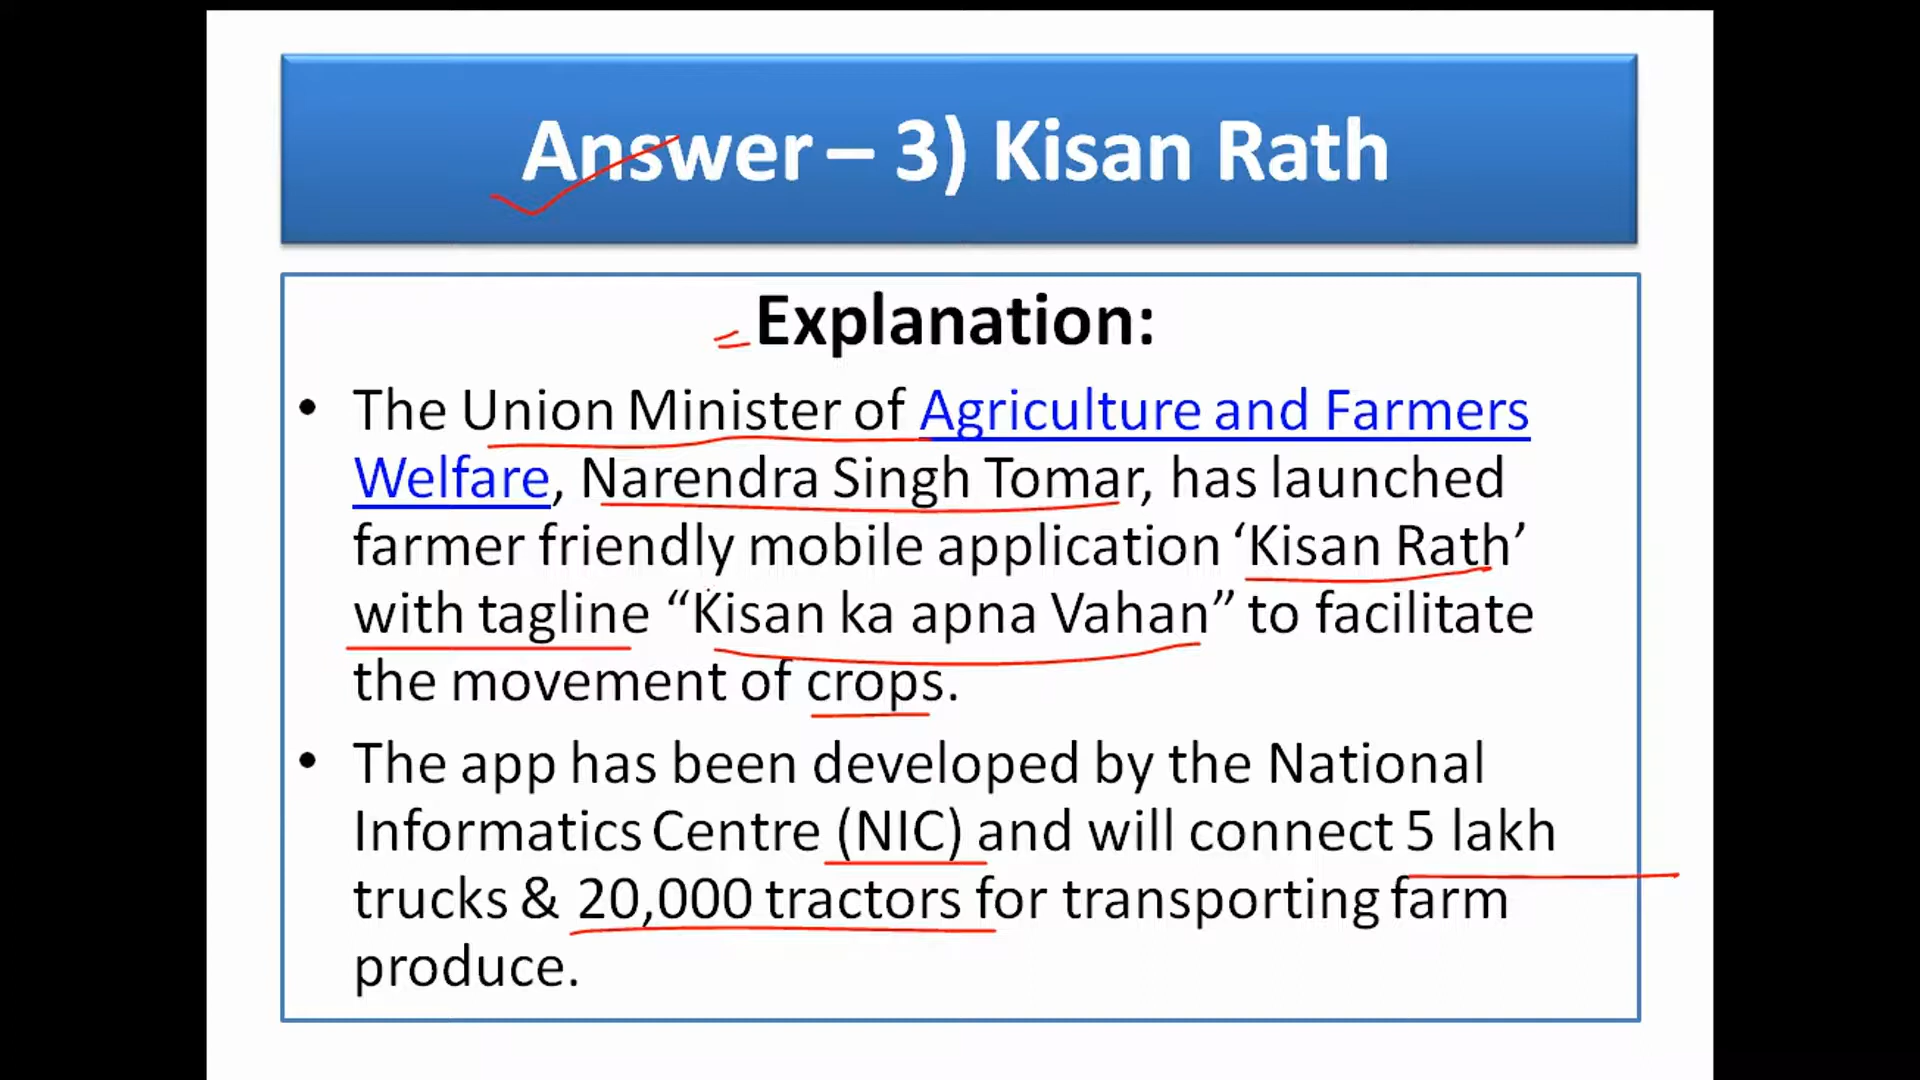 Answer – 3) Kisan Rath
Explanation:
• The Union Minister of Agriculture and Farmers
Welfare, Narendra Singh Tomar, has launched
farmer friendly mobile application ‘Kisan Rath’
with tagline “Kisan ka apna Vahan” to facilitate
the movement of crops.
• The app has been developed by the National
Informatics Centre (NIC) and will connect 5 lakh
trucks & 20,000 tractors for transporting farm
produce.